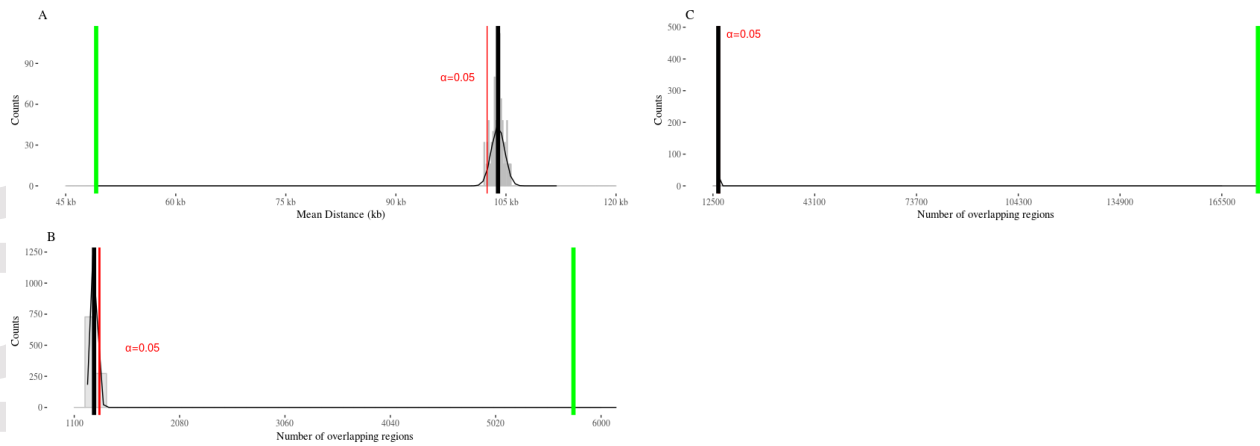 A
Counts
90
60
30
0
α=0.05
45 kb 60 kb 75 kb 90 kb 105 kb 120 kb
Mean Distance (kb)
C
Counts
500
400
300
200
100
0
α=0.05
12500 43100 73700 104300 134900 165500
Number of overlapping regions
B
Counts
1250
1000
750
500
250
0
α=0.05
1100 2080 3060 4040 5020 6000
Number of overlapping regions